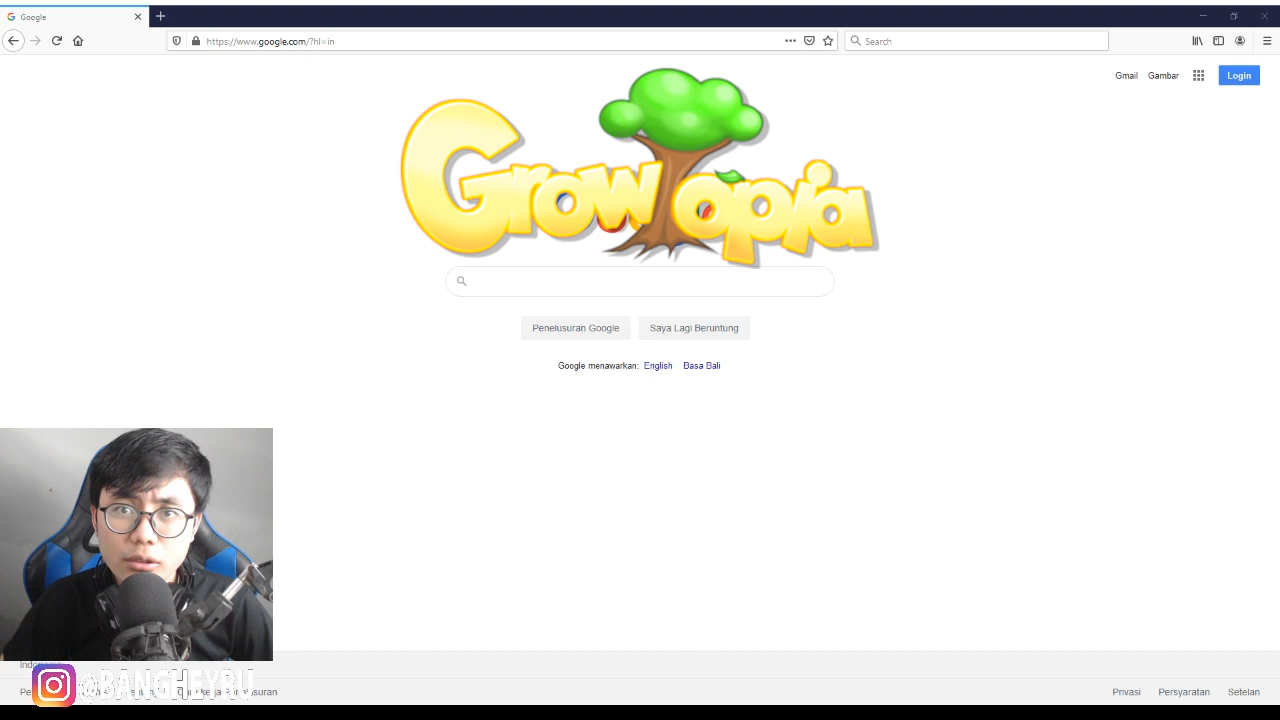 Google
https://www.google.com/?hl=in
Search
Gmail
Gambar
Login
Growtopia
Penelusuran Google
Saya Lagi Beruntung
Google menawarkan: English Basa Bali
@BANGHEYRU
Privasi
Persyaratan
Setelan